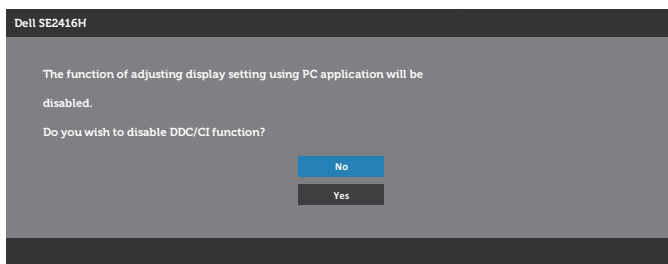 Dell SE2416H
The function of adjusting display setting using PC application will be
disabled.
Do you wish to disable DDC/CI function?
No
Yes